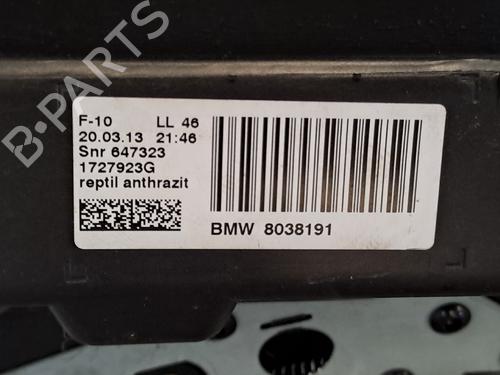 F-10 LL 46
20.03.13 21:46
Snr 647323
1727923G
reptil anthrazit
BMW 8038191
B-PARTS